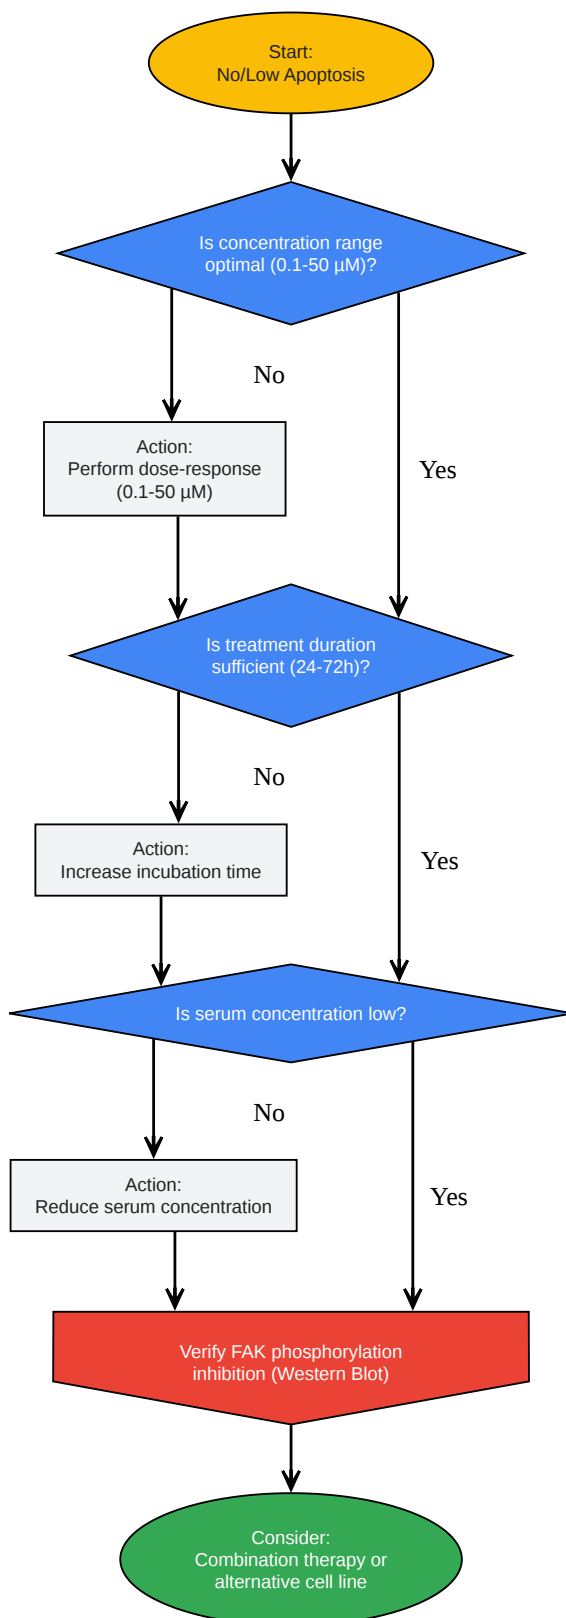 Start:
No/Low Apoptosis
Is concentration range
optimal (0.1-50 µM)?
No
Action:
Perform dose-response
(0.1-50 µM)
Yes
Is treatment duration
sufficient (24-72h)?
No
Action:
Increase incubation time
Yes
Is serum concentration low?
No
Action:
Reduce serum concentration
Yes
Verify FAK phosphorylation
inhibition (Western Blot)
Consider:
Combination therapy or
alternative cell line